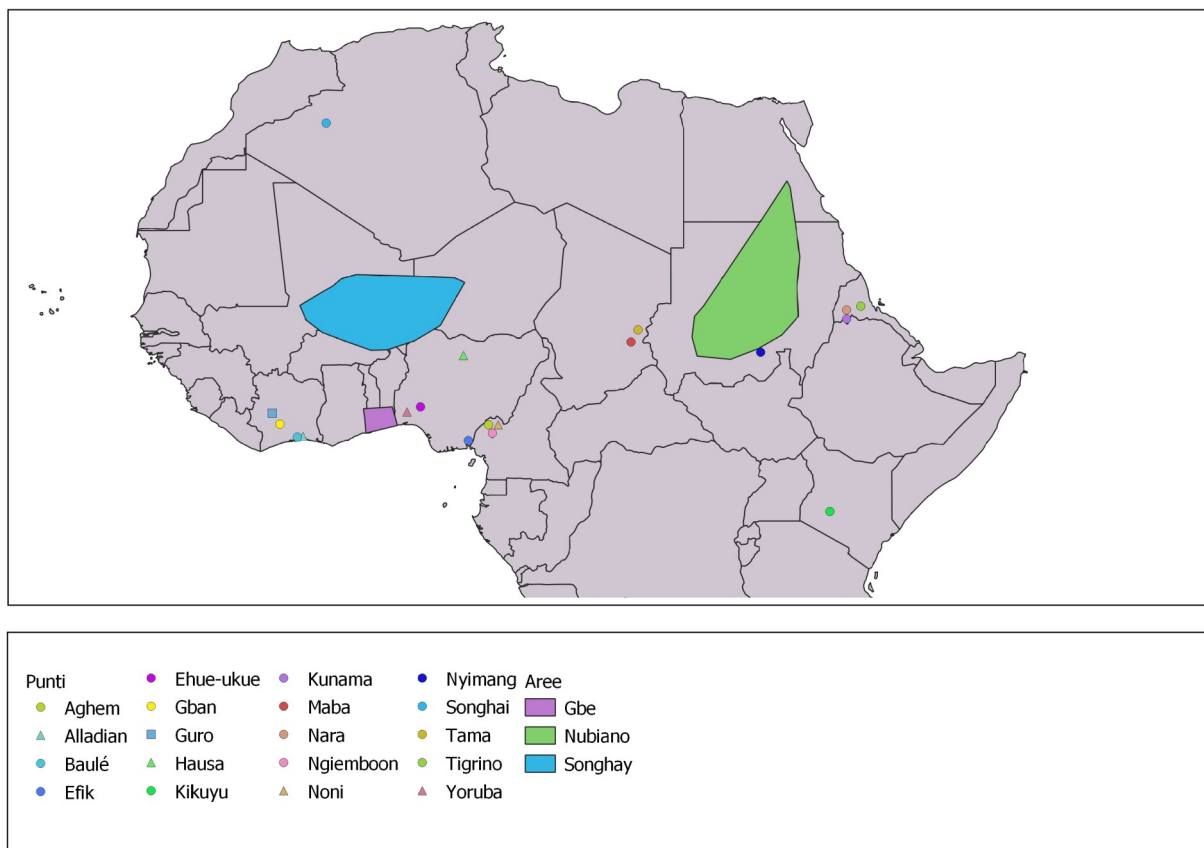 Punti
Aghem
Alladian
Baulé
Efik
Ehue-ukue
Gban
Guro
Hausa
Kikuyu
Kunama
Maba
Nara
Ngiemboon
Noni
Nyimang
Songhai
Tama
Tigrino
Yoruba
Aree
Gbe
Nubiano
Songhay